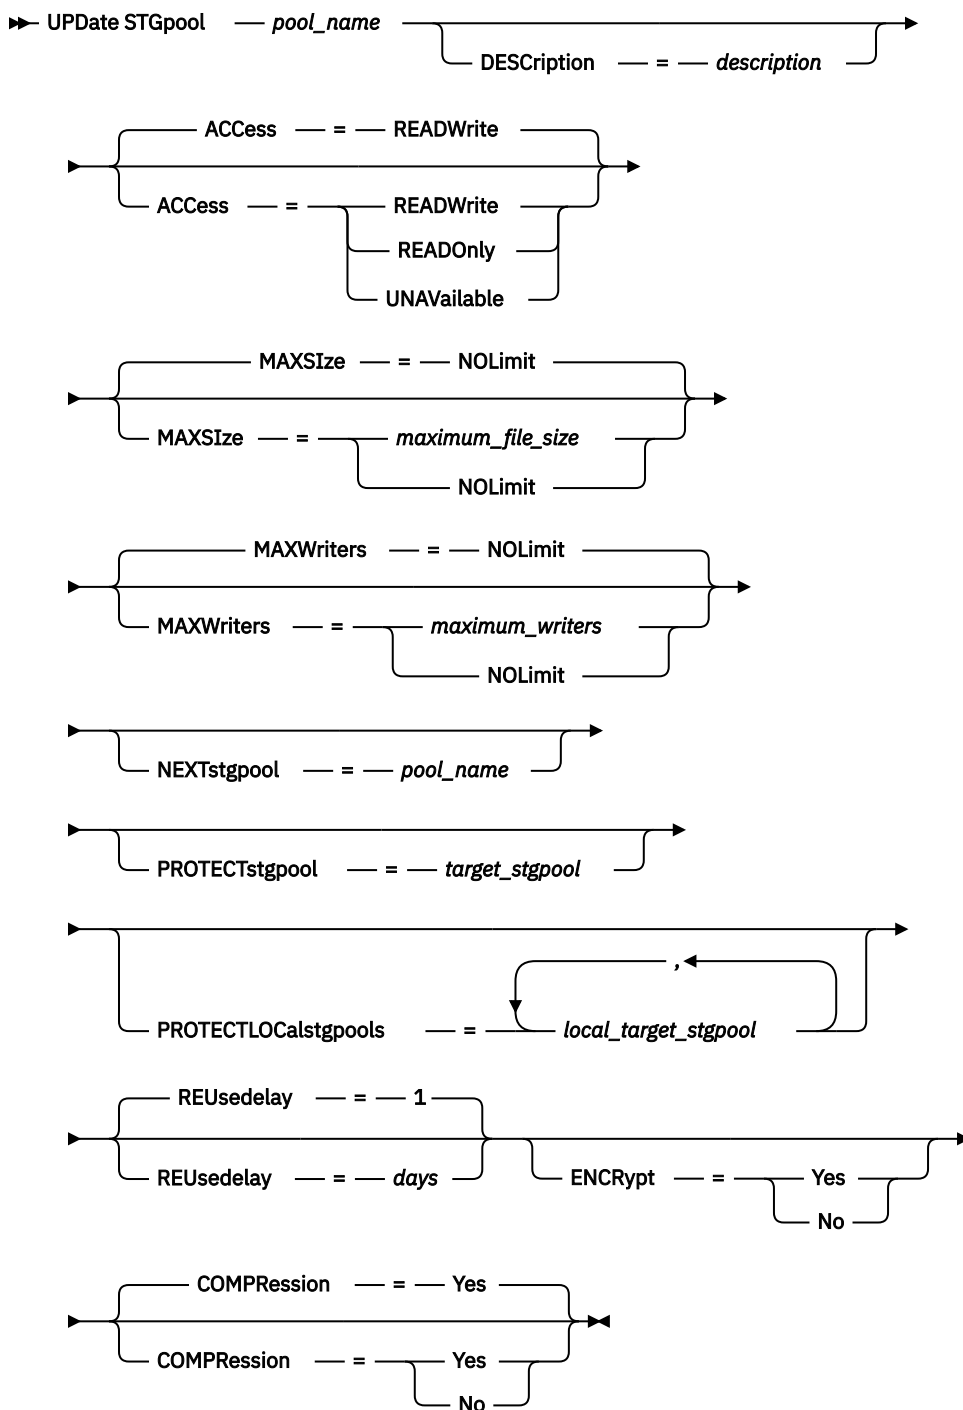 UPDate STGpool pool_name
DESCription = description
ACCess = READWrite
ACCess = READWrite
READOnly
UNAVailable
MAXSIze = NOLimit
MAXSIze = maximum_file_size
NOLimit
MAXWriters = NOLimit
MAXWriters = maximum_writers
NOLimit
NEXTstgpool = pool_name
PROTECTstgpool = target_stgpool
,
PROTECTLOCalstgpools = local_target_stgpool
REUsedelay = 1
REUsedelay = days ENCRypt = Yes
No
COMPRession = Yes
COMPRession = Yes
No